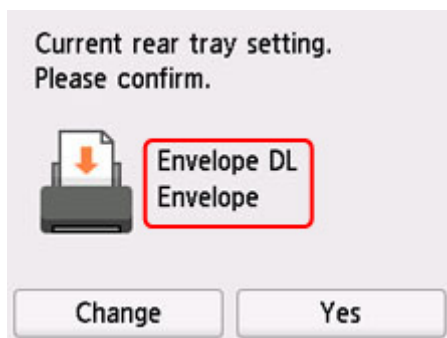 Current rear tray setting.
Please confirm.
Envelope DL
Envelope
Change
Yes